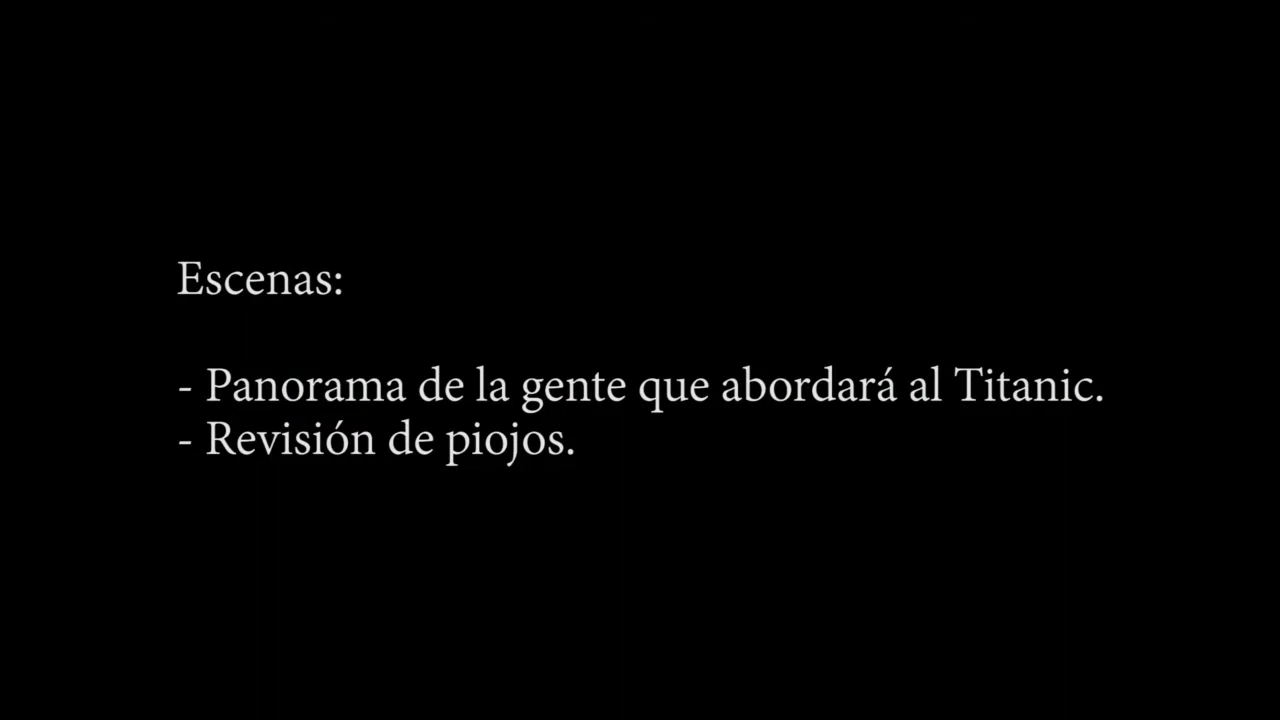 Escenas:
- Panorama de la gente que abordará al Titanic.
- Revisión de piojos.